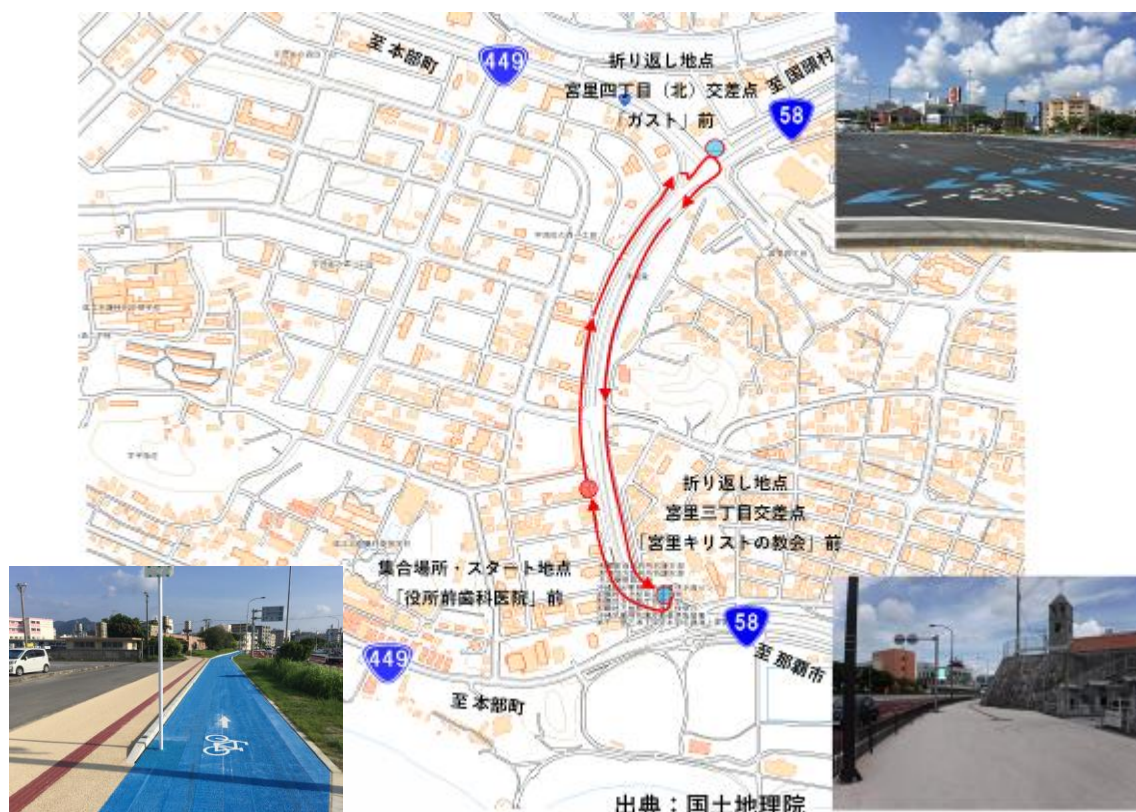 至 本部町
449
折り返し地点
宮里四丁目（北）交差点
「ガスト」前
至 国頭村
58
折り返し地点
宮里三丁目交差点
「宮里キリストの教会」前
集合場所・スタート地点
「役所前歯科医院」前
58
至 那覇市
449
至 本部町
出典：国土地理院